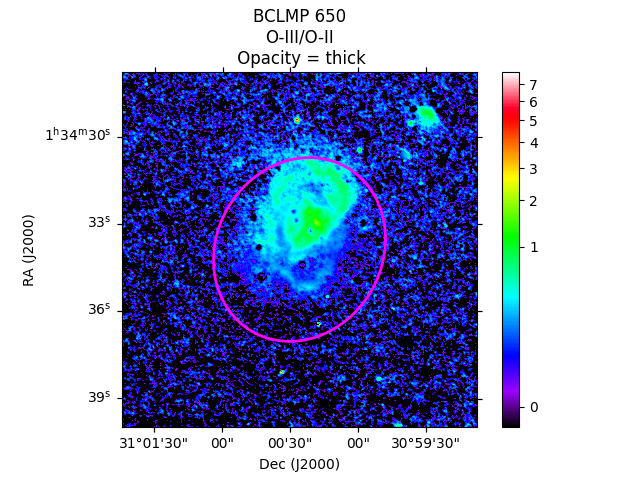 BCLMP 650
O-III/O-II
Opacity = thick
1h34m30s
33s
36s
39s
RA (J2000)
31°01'30" 00" 00'30" 00" 30°59'30"
Dec (J2000)
7
6
5
4
3
2
1
0